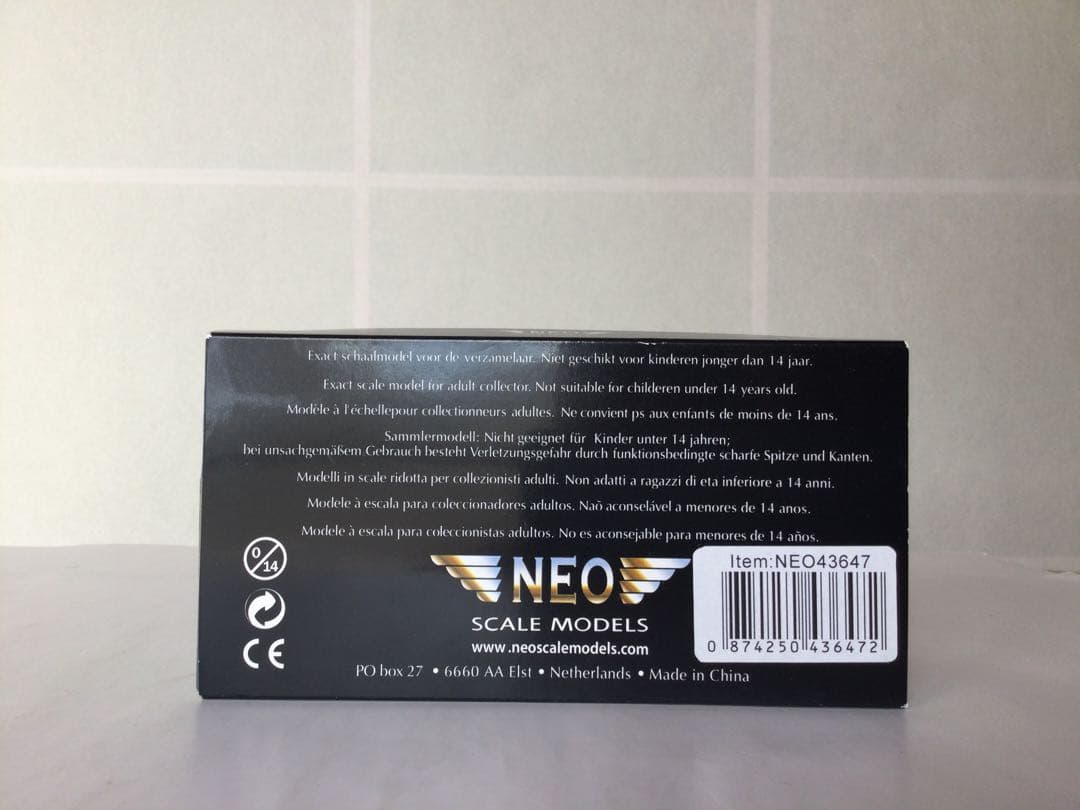 NEO
Exact schaalmodel voor de verzamelaar. Niet geschikt voor kinderen jonger dan 14 jaar.
Exact scale model for adult collector. Not suitable for childeren under 14 years old.
Modèle à l'échellepour collectionneurs adultes. Ne convient ps aux enfants de moins de 14 ans.
Sammlermodell: Nicht geeignet für Kinder unter 14 jahren;
bei unsachgemäßem Gebrauch besteht Verletzungsgefahr durch funktionsbedingte scharfe Spitze und Kanten.
Modelli in scale ridotta per collezionisti adulti. Non adatti a ragazzi di eta inferiore a 14 anni.
Modele à escala para coleccionadores adultos. Naõ aconselável a menores de 14 anos.
Modele à escala para coleccionistas adultos. No es aconsejable para menores de 14 años.
0/14
CE
NEO
SCALE MODELS
www.neoscalemodels.com
PO box 27 • 6660 AA Elst • Netherlands • Made in China
Item:NEO43647
0 874250 436472